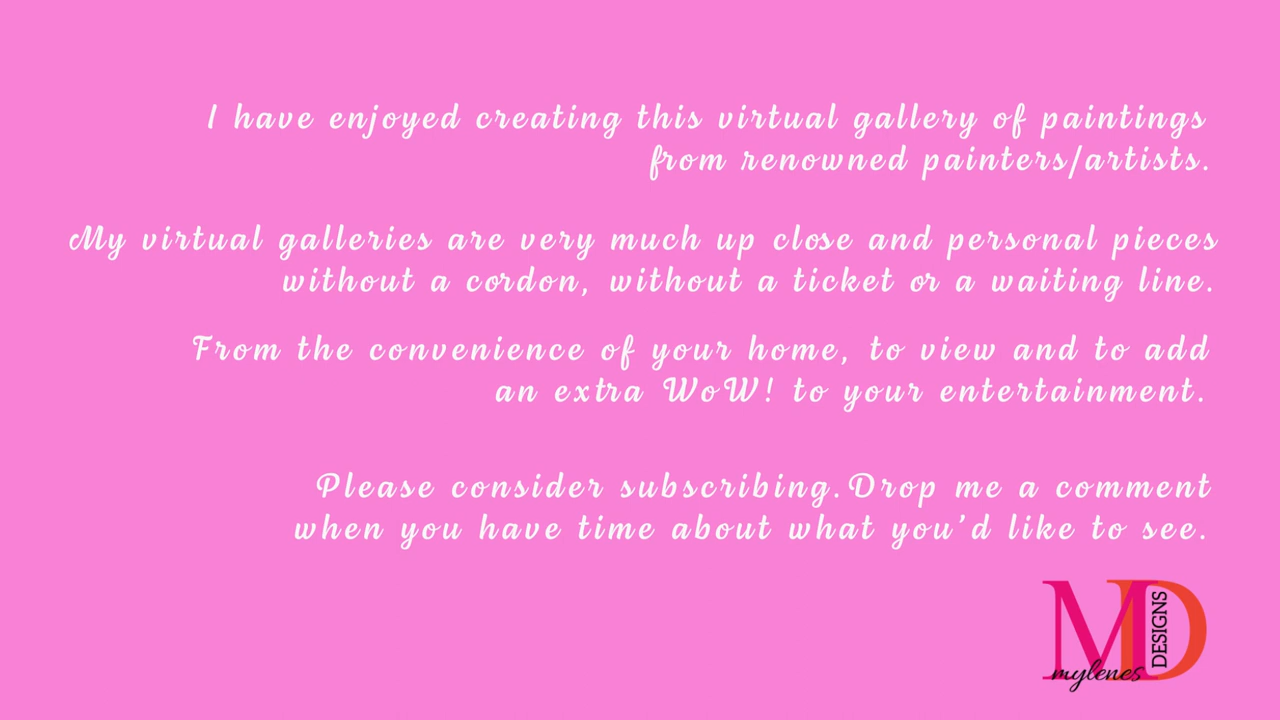 I have enjoyed creating this virtual gallery of paintings
from renowned painters/artists.
My virtual galleries are very much up close and personal pieces
without a cordon, without a ticket or a waiting line.
From the convenience of your home, to view and to add
an extra WoW! to your entertainment.
Please consider subscribing.Drop me a comment
when you have time about what you'd like to see.
MD
DESIGNS
mylenes